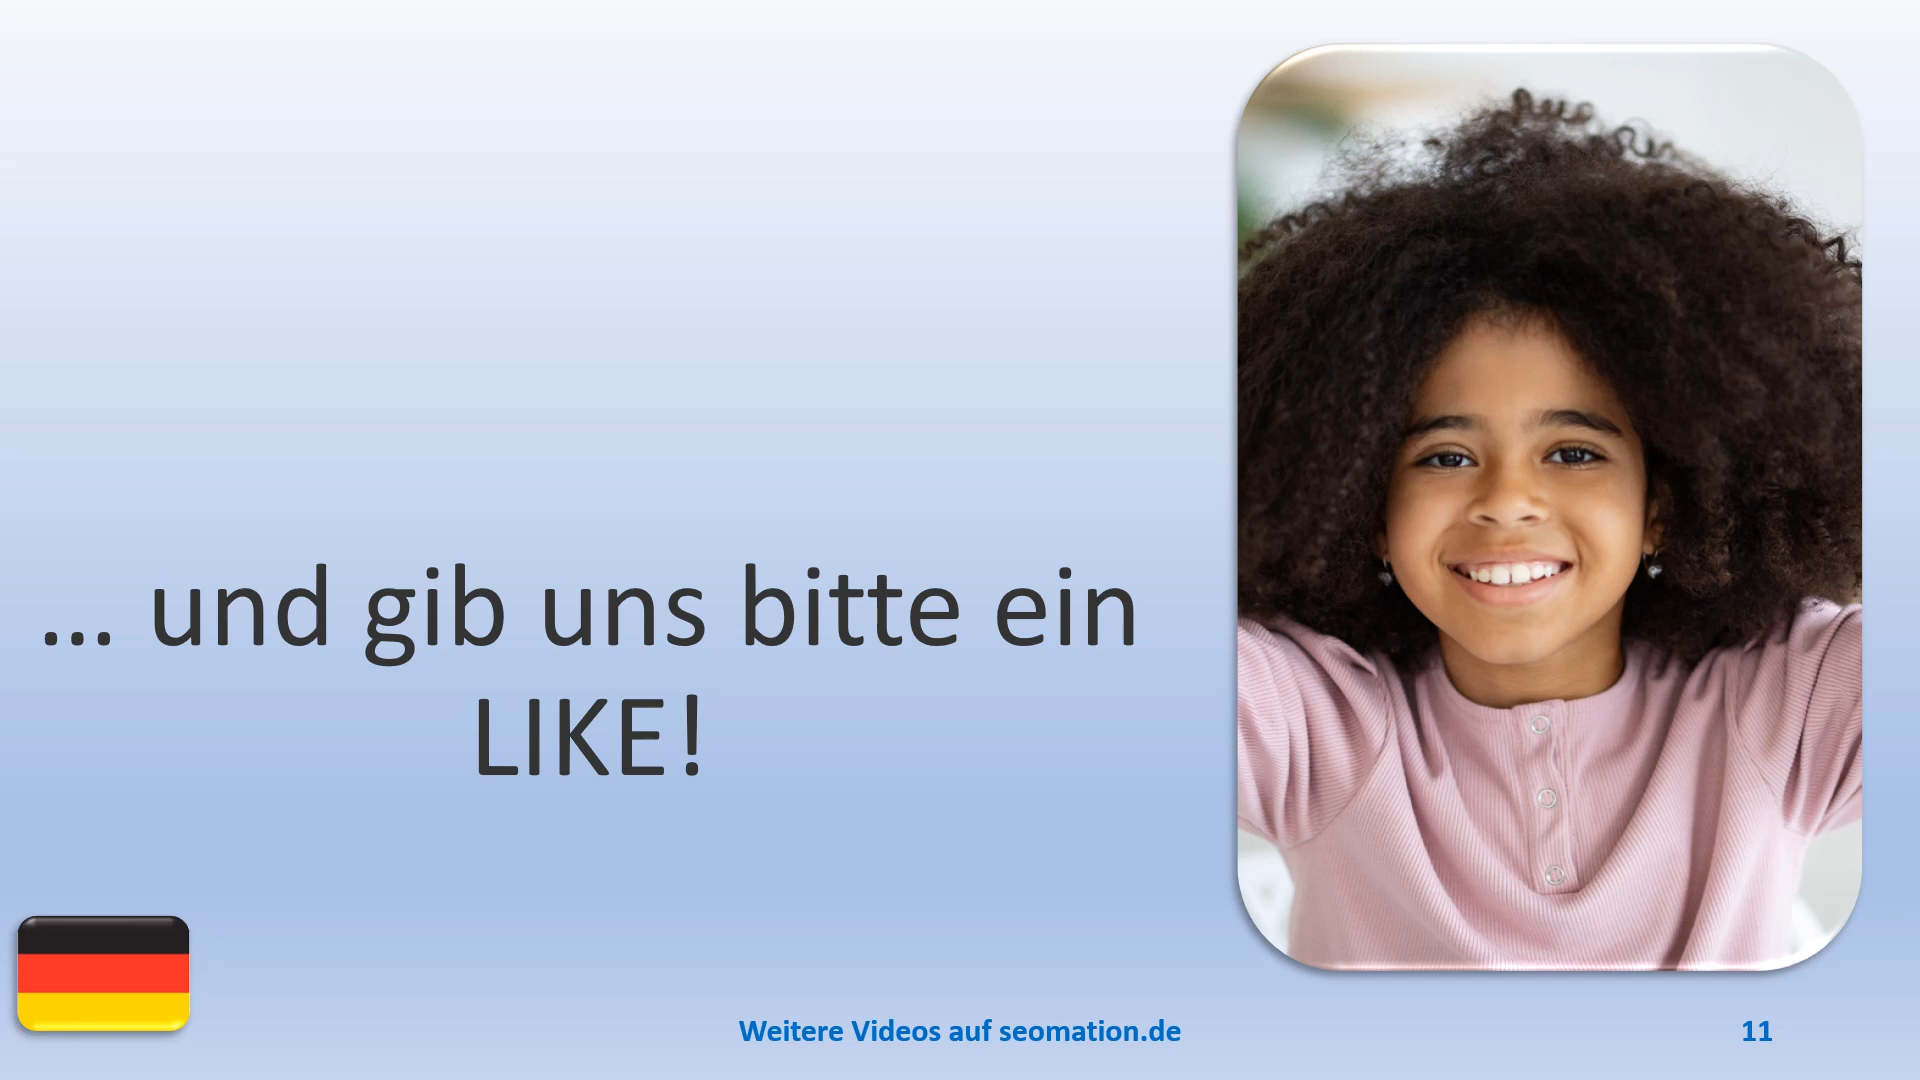 ... und gib uns bitte ein
LIKE!
Weitere Videos auf seomation.de
11